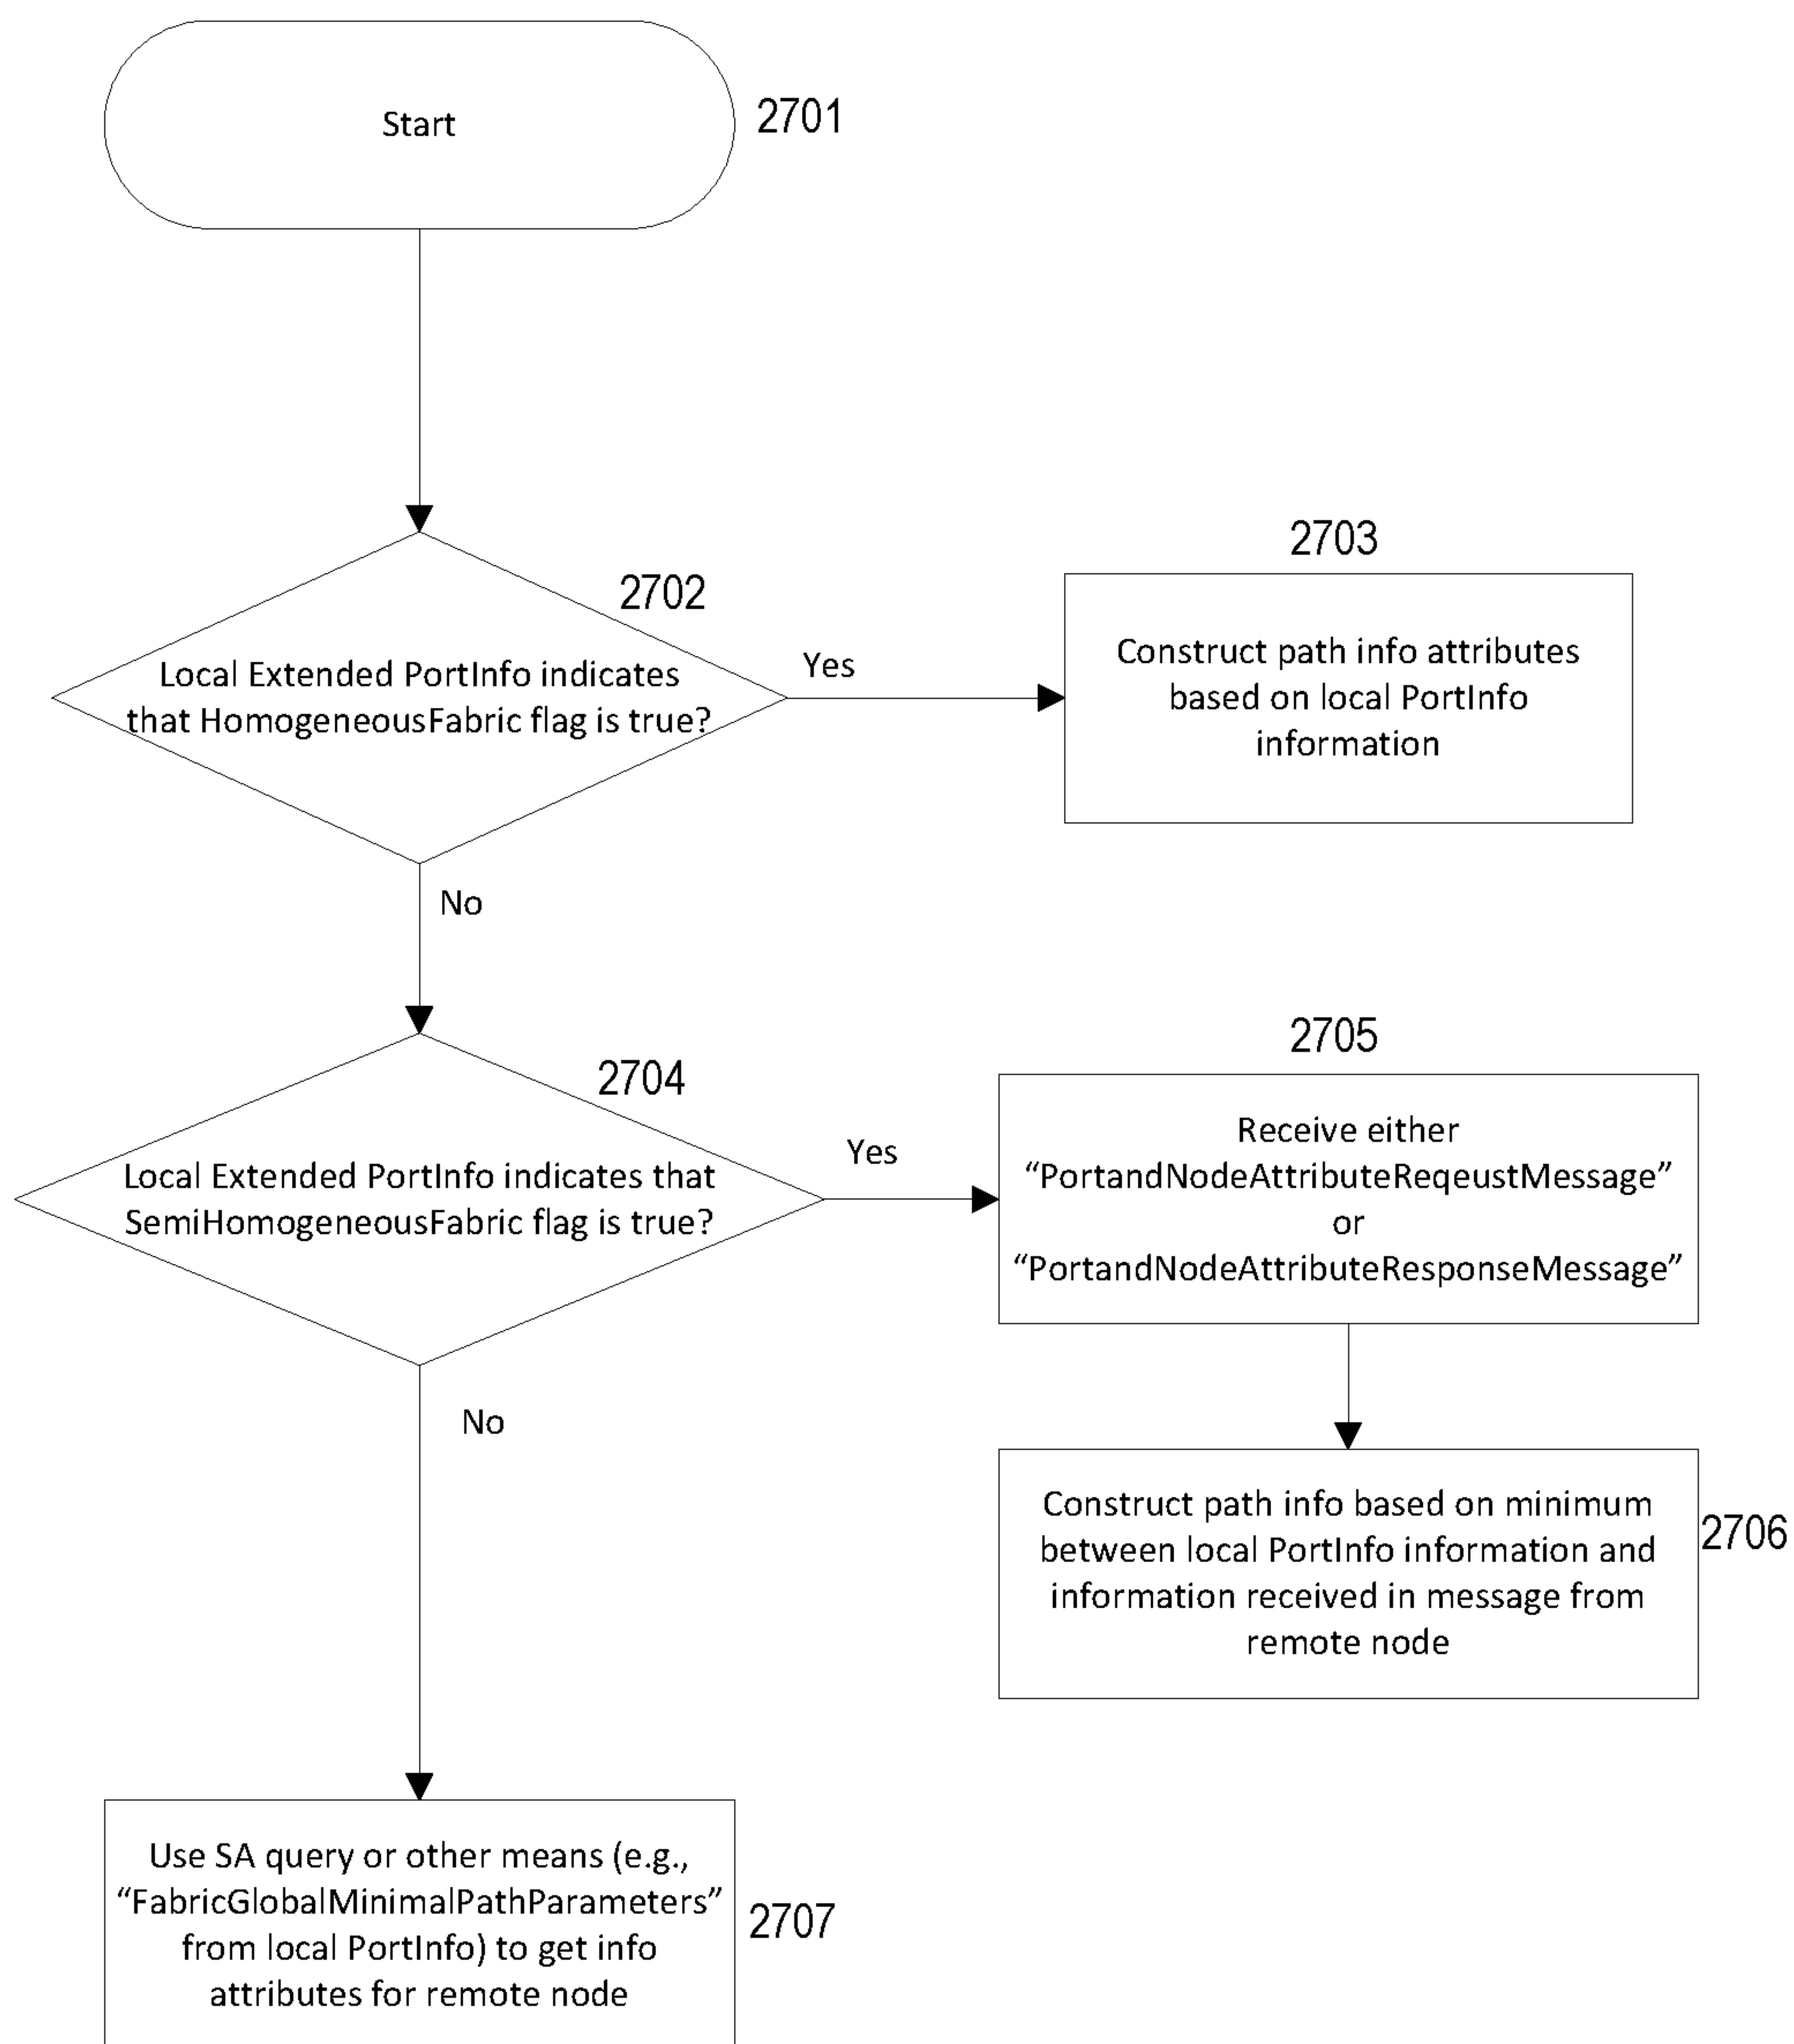 Start
2701
2702
Local Extended PortInfo indicates
that HomogeneousFabric flag is true?
Yes
2703
Construct path info attributes
based on local PortInfo
information
No
2704
Local Extended PortInfo indicates that
SemiHomogeneousFabric flag is true?
Yes
2705
Receive either
“PortandNodeAttributeReqeustMessage”
or
“PortandNodeAttributeResponseMessage”
No
Construct path info based on minimum
between local PortInfo information and
information received in message from
remote node
2706
Use SA query or other means (e.g.,
“FabricGlobalMinimalPathParameters”
from local PortInfo) to get info
attributes for remote node
2707